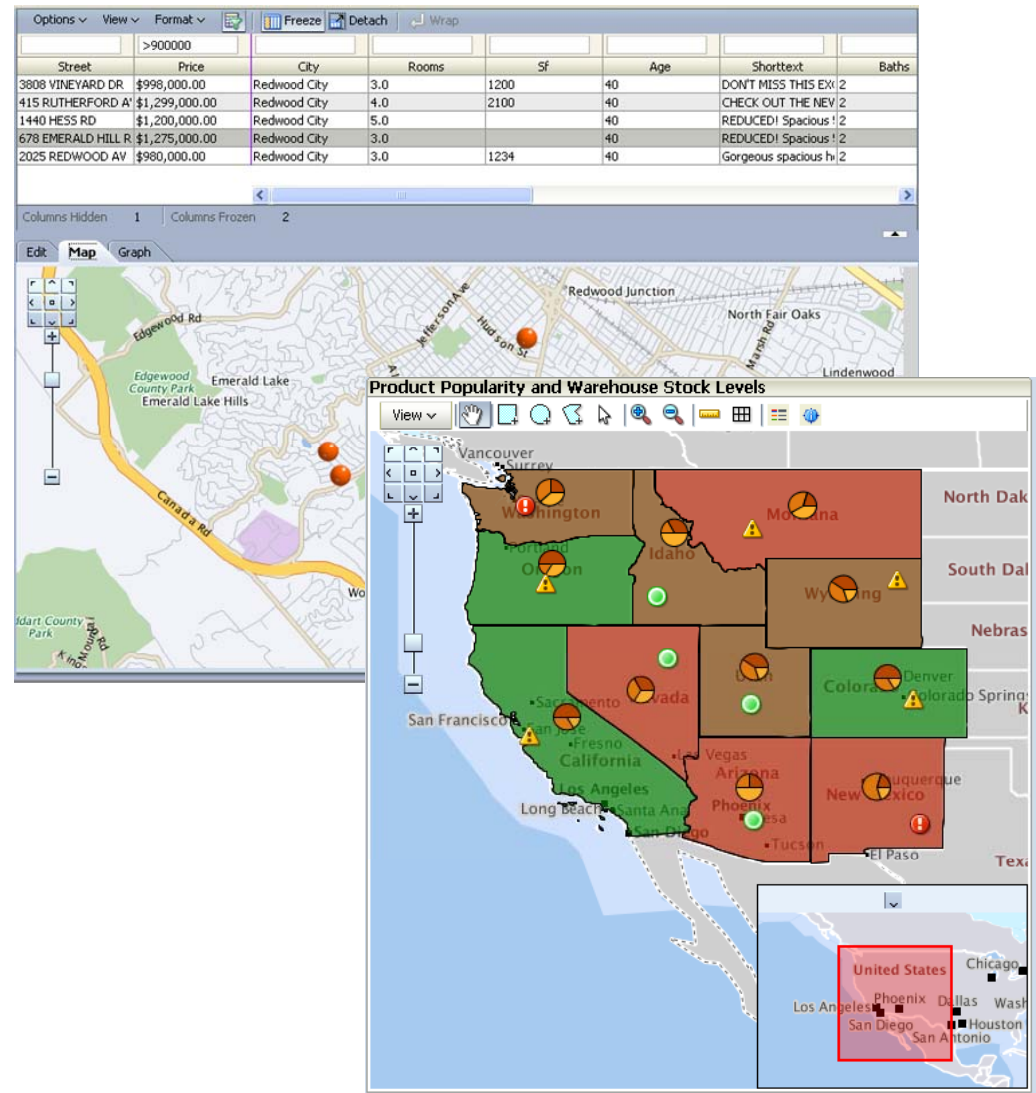 Options View Format Freeze Detach Wrap
>900000
Street Price City Rooms Sf Age Shorttext Baths
3808 VINEYARD DR $998,000.00 Redwood City 3.0 1200 40 DON'T MISS THIS EX 2
415 RUTHERFORD A $1,299,000.00 Redwood City 4.0 2100 40 CHECK OUT THE NEV 2
1440 HESS RD $1,200,000.00 Redwood City 5.0 40 REDUCED! Spacious 2
678 EMERALD HILL R $1,275,000.00 Redwood City 3.0 40 REDUCED! Spacious 2
2025 REDWOOD AV $980,000.00 Redwood City 3.0 1234 40 Gorgeous spacious h 2
Columns Hidden 1 Columns Frozen 2
Edit Map Graph
Redwood Junction
Jefferson Ave
North Fair Oaks
Edgewood Rd
Hudson St
Marsh Rd
Lindenwood
Edgewood
County Park
Emerald Lake
Emerald Lake Hills
Canada Rd
Wo
ddart County
Park
King Mountain Rd
Product Popularity and Warehouse Stock Levels
View
Vancouver
Surrey
Washington
Montana
North Dak
Portland
Idaho
Oregon
South Dal
Wyoming
Nebras
Utah
Colorado
Denver
Colorado Spring
K
Nevada
Sacramento
San Francisco
San Jose
Fresno
California
Las Vegas
Arizona
Albuquerque
New Mexico
Los Angeles
Long Beach
Santa Ana
Phoenix
Mesa
San Diego
Tucson
El Paso
Texa
United States
Chicago
Los Angeles
Phoenix
Dallas
Wash
San Diego
Houston
San Antonio